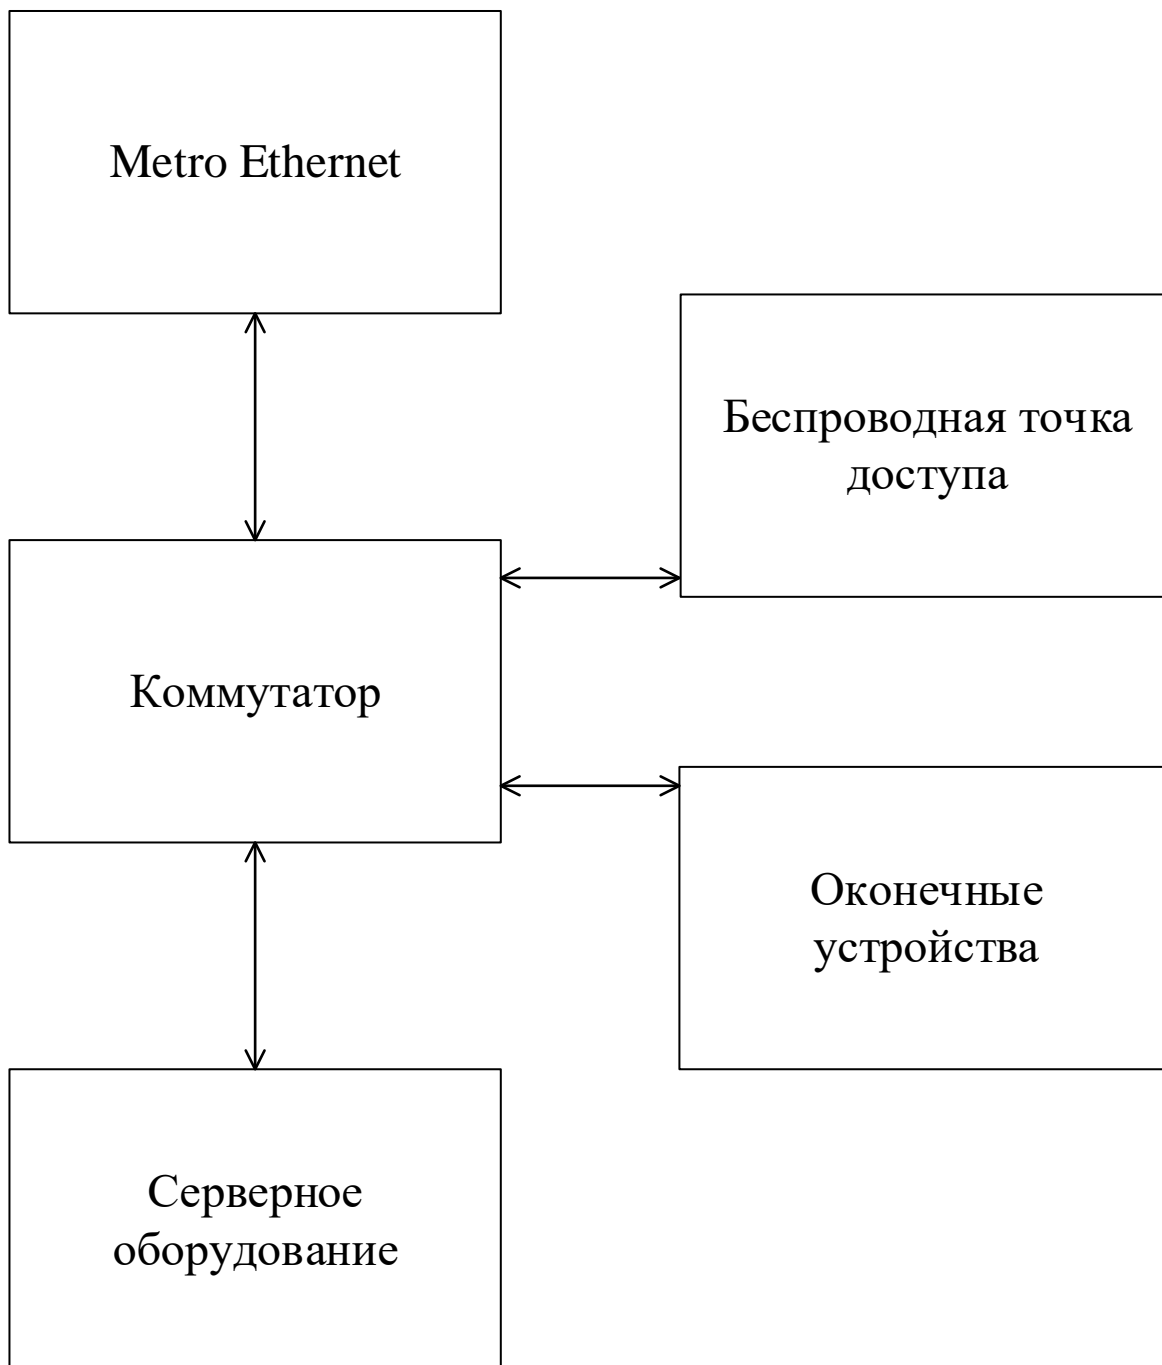 Metro Ethernet
Беспроводная точка
доступа
Коммутатор
Оконечные
устройства
Серверное
оборудование